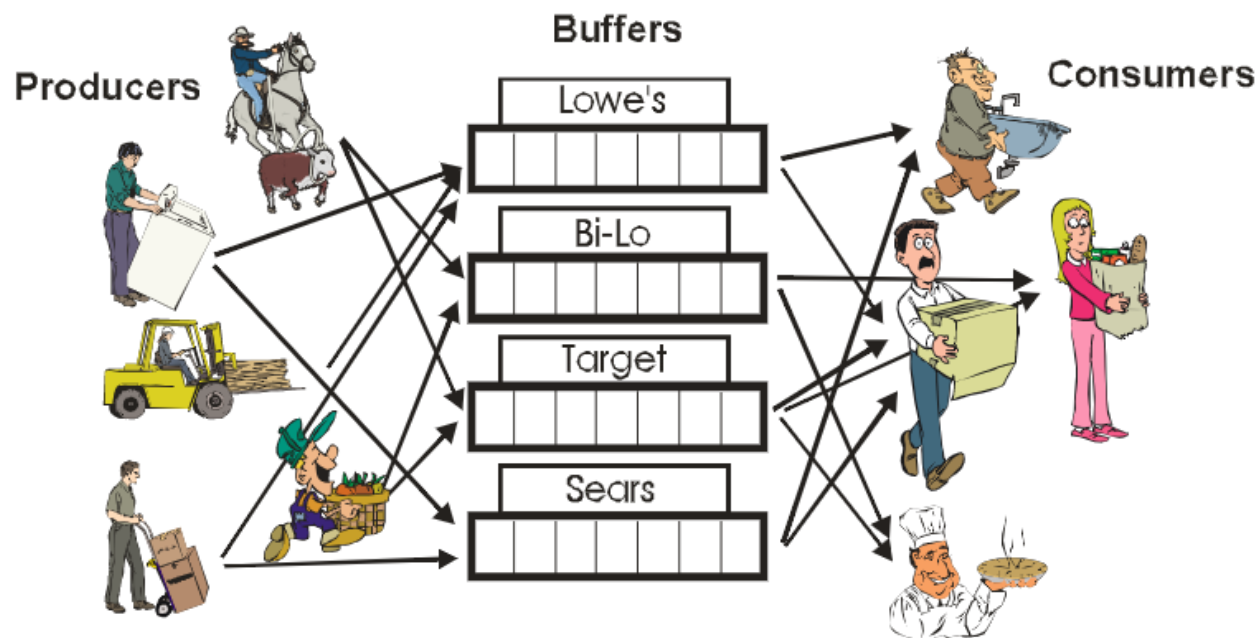 Buffers
Producers
Consumers
Lowe's
Bi-Lo
Target
Sears